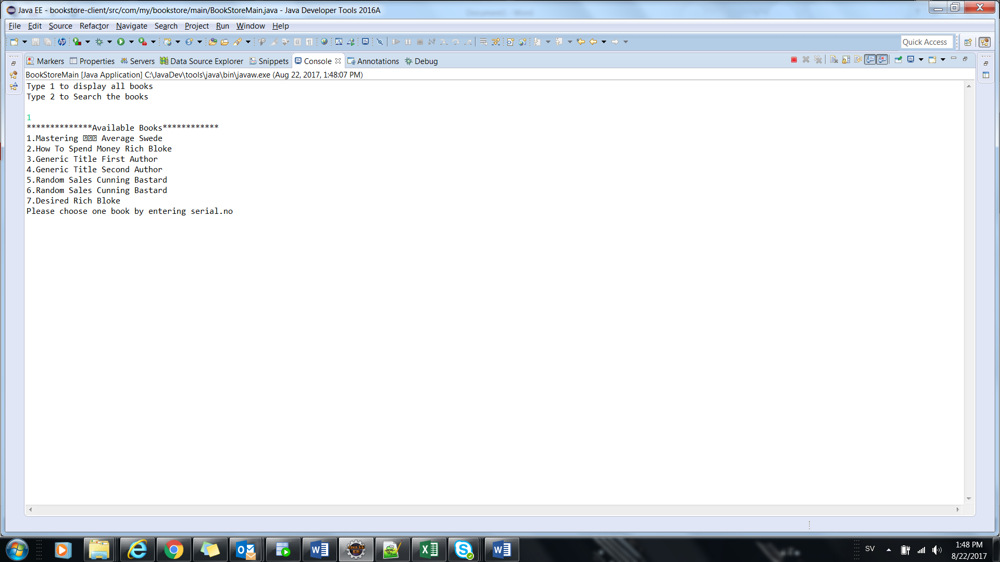 Java EE - bookstore-client/src/com/my/bookstore/main/BookStoreMain.java - Java Developer Tools 2016A
File Edit Source Refactor Navigate Search Project Run Window Help
Quick Access
Markers Properties Servers Data Source Explorer Snippets Console Annotations Debug
BookStoreMain [Java Application] C:\JavaDev\tools\java\bin\javaw.exe (Aug 22, 2017, 1:48:07 PM)
Type 1 to display all books
Type 2 to Search the books
1
**************Available Books************
1.Mastering ��� Average Swede
2.How To Spend Money Rich Bloke
3.Generic Title First Author
4.Generic Title Second Author
5.Random Sales Cunning Bastard
6.Random Sales Cunning Bastard
7.Desired Rich Bloke
Please choose one book by entering serial.no
SV
1:48 PM
8/22/2017